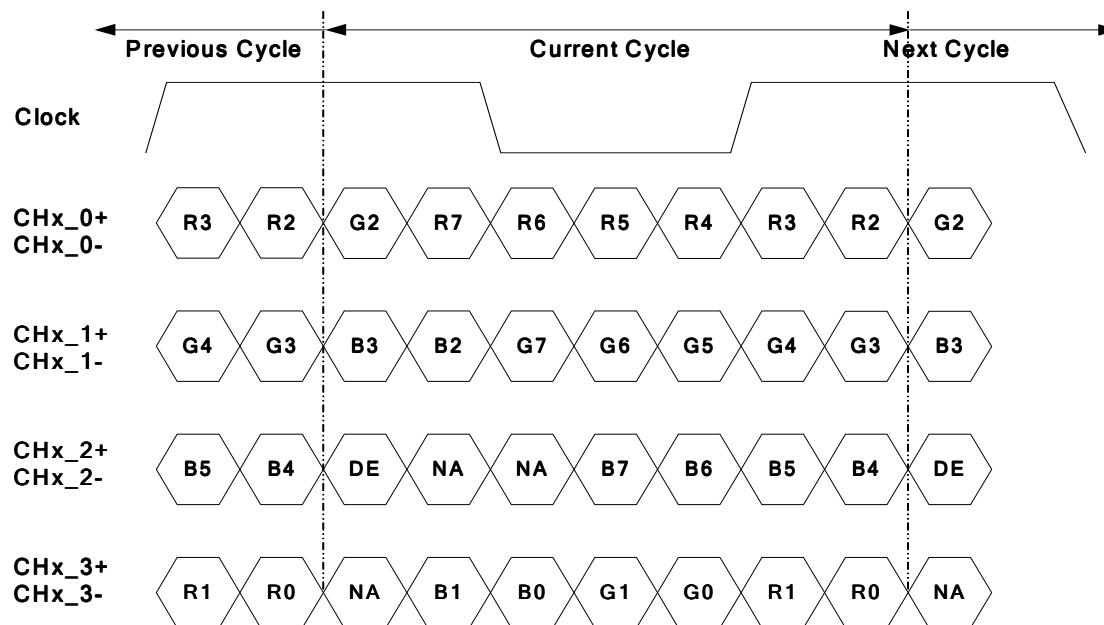 Previous Cycle Current Cycle Next Cycle
Clock
CHx_0+
CHx_0-
R3 R2 G2 R7 R6 R5 R4 R3 R2 G2
CHx_1+
CHx_1-
G4 G3 B3 B2 G7 G6 G5 G4 G3 B3
CHx_2+
CHx_2-
B5 B4 DE NA NA B7 B6 B5 B4 DE
CHx_3+
CHx_3-
R1 R0 NA B1 B0 G1 G0 R1 R0 NA